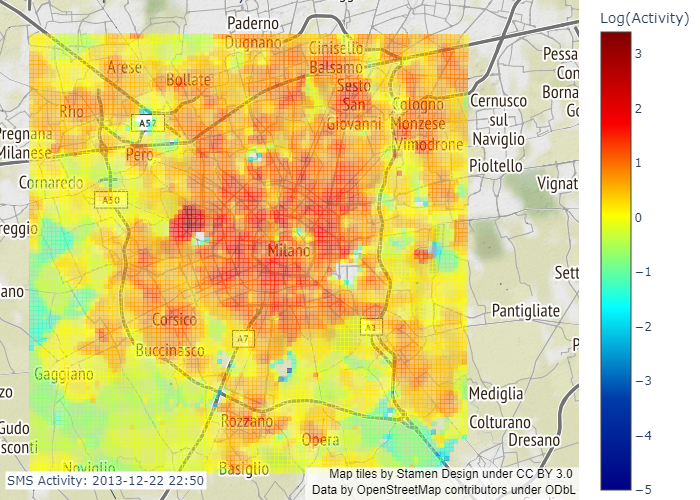 Paderno
Dugnano
Cinisello
Balsamo
Arese
Bollate
Sesto
San
Giovanni
Cologno
Monzese
Vimodrone
Rho
A52
Pero
Pregnana
Milanese
Cornaredo
A50
Cernusco
sul
Naviglio
Pioltello
Pessa
Con
Borna
Go
Vignat
reggio
Milano
Sett
ano
Pantigliate
Corsico
A7
A1
Buccinasco
Gaggiano
P
zo
Mediglia
Rozzano
Colturano
Gudo
sconti
Opera
Dresano
Noviglio
Basiglio
SMS Activity: 2013-12-22 22:50
Map tiles by Stamen Design under CC BY 3.0
Data by OpenStreetMap contributors under ODbL
Log(Activity)
3
2
1
0
−1
−2
−3
−4
−5